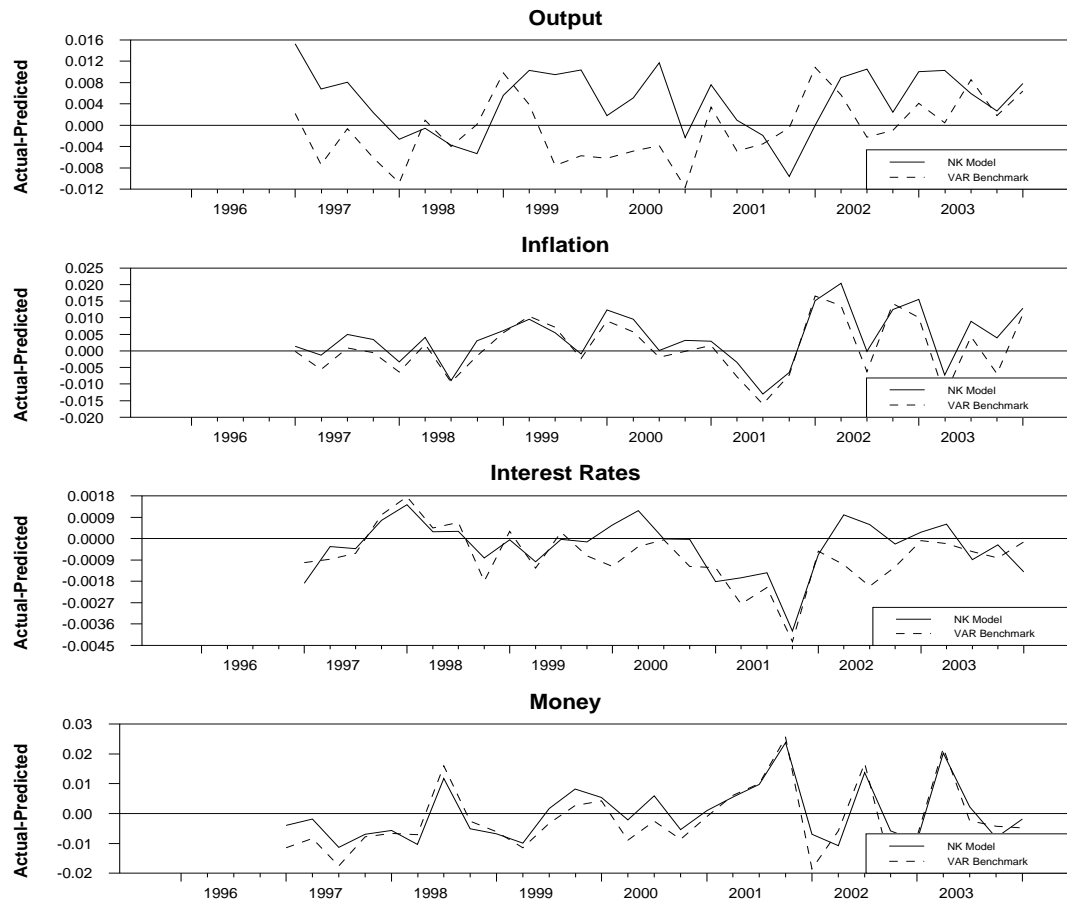 Output
Actual-Predicted
0.016
0.012
0.008
0.004
0.000
-0.004
-0.008
-0.012
NK Model
VAR Benchmark
1996 1997 1998 1999 2000 2001 2002 2003
Inflation
Actual-Predicted
0.025
0.020
0.015
0.010
0.005
0.000
-0.005
-0.010
-0.015
-0.020
NK Model
VAR Benchmark
1996 1997 1998 1999 2000 2001 2002 2003
Interest Rates
Actual-Predicted
0.0018
0.0009
0.0000
-0.0009
-0.0018
-0.0027
-0.0036
-0.0045
NK Model
VAR Benchmark
1996 1997 1998 1999 2000 2001 2002 2003
Money
Actual-Predicted
0.03
0.02
0.01
0.00
-0.01
-0.02
NK Model
VAR Benchmark
1996 1997 1998 1999 2000 2001 2002 2003